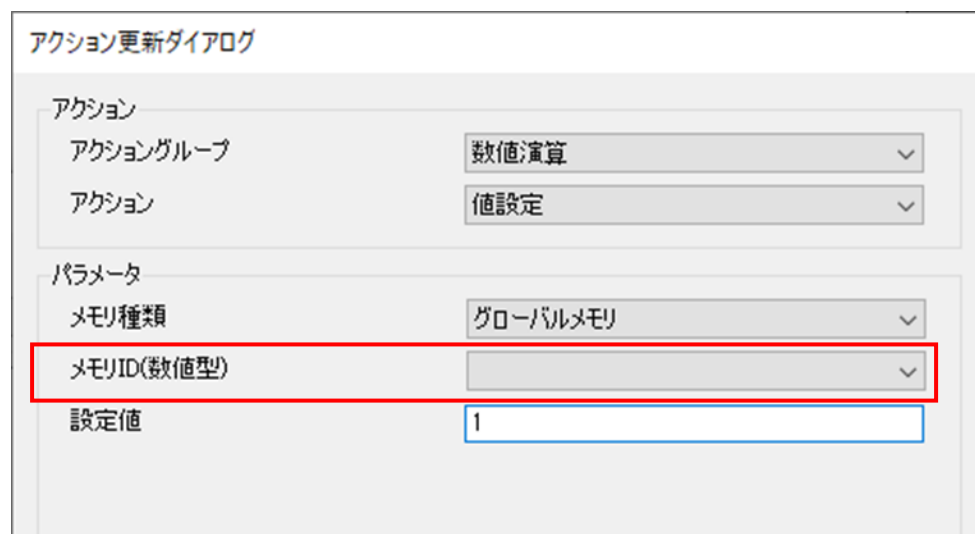 アクション更新ダイアログ
アクション
アクショングループ
数値演算
アクション
値設定
パラメータ
メモリ種類
グローバルメモリ
メモリID(数値型)
設定値
1